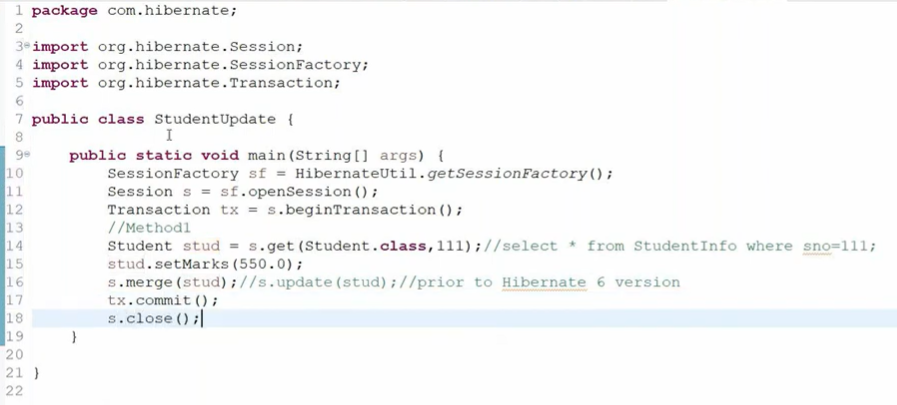 1 package com.hibernate;
2
3 import org.hibernate.Session;
4 import org.hibernate.SessionFactory;
5 import org.hibernate.Transaction;
6
7 public class StudentUpdate {
8
9     public static void main(String[] args) {
10         SessionFactory sf = HibernateUtil.getSessionFactory();
11         Session s = sf.openSession();
12         Transaction tx = s.beginTransaction();
13         //Method1
14         Student stud = s.get(Student.class,111);//select * from StudentInfo where sno=111;
15         stud.setMarks(550.0);
16         s.merge(stud);//s.update(stud);//prior to Hibernate 6 version
17         tx.commit();
18         s.close();
19     }
20
21 }
22